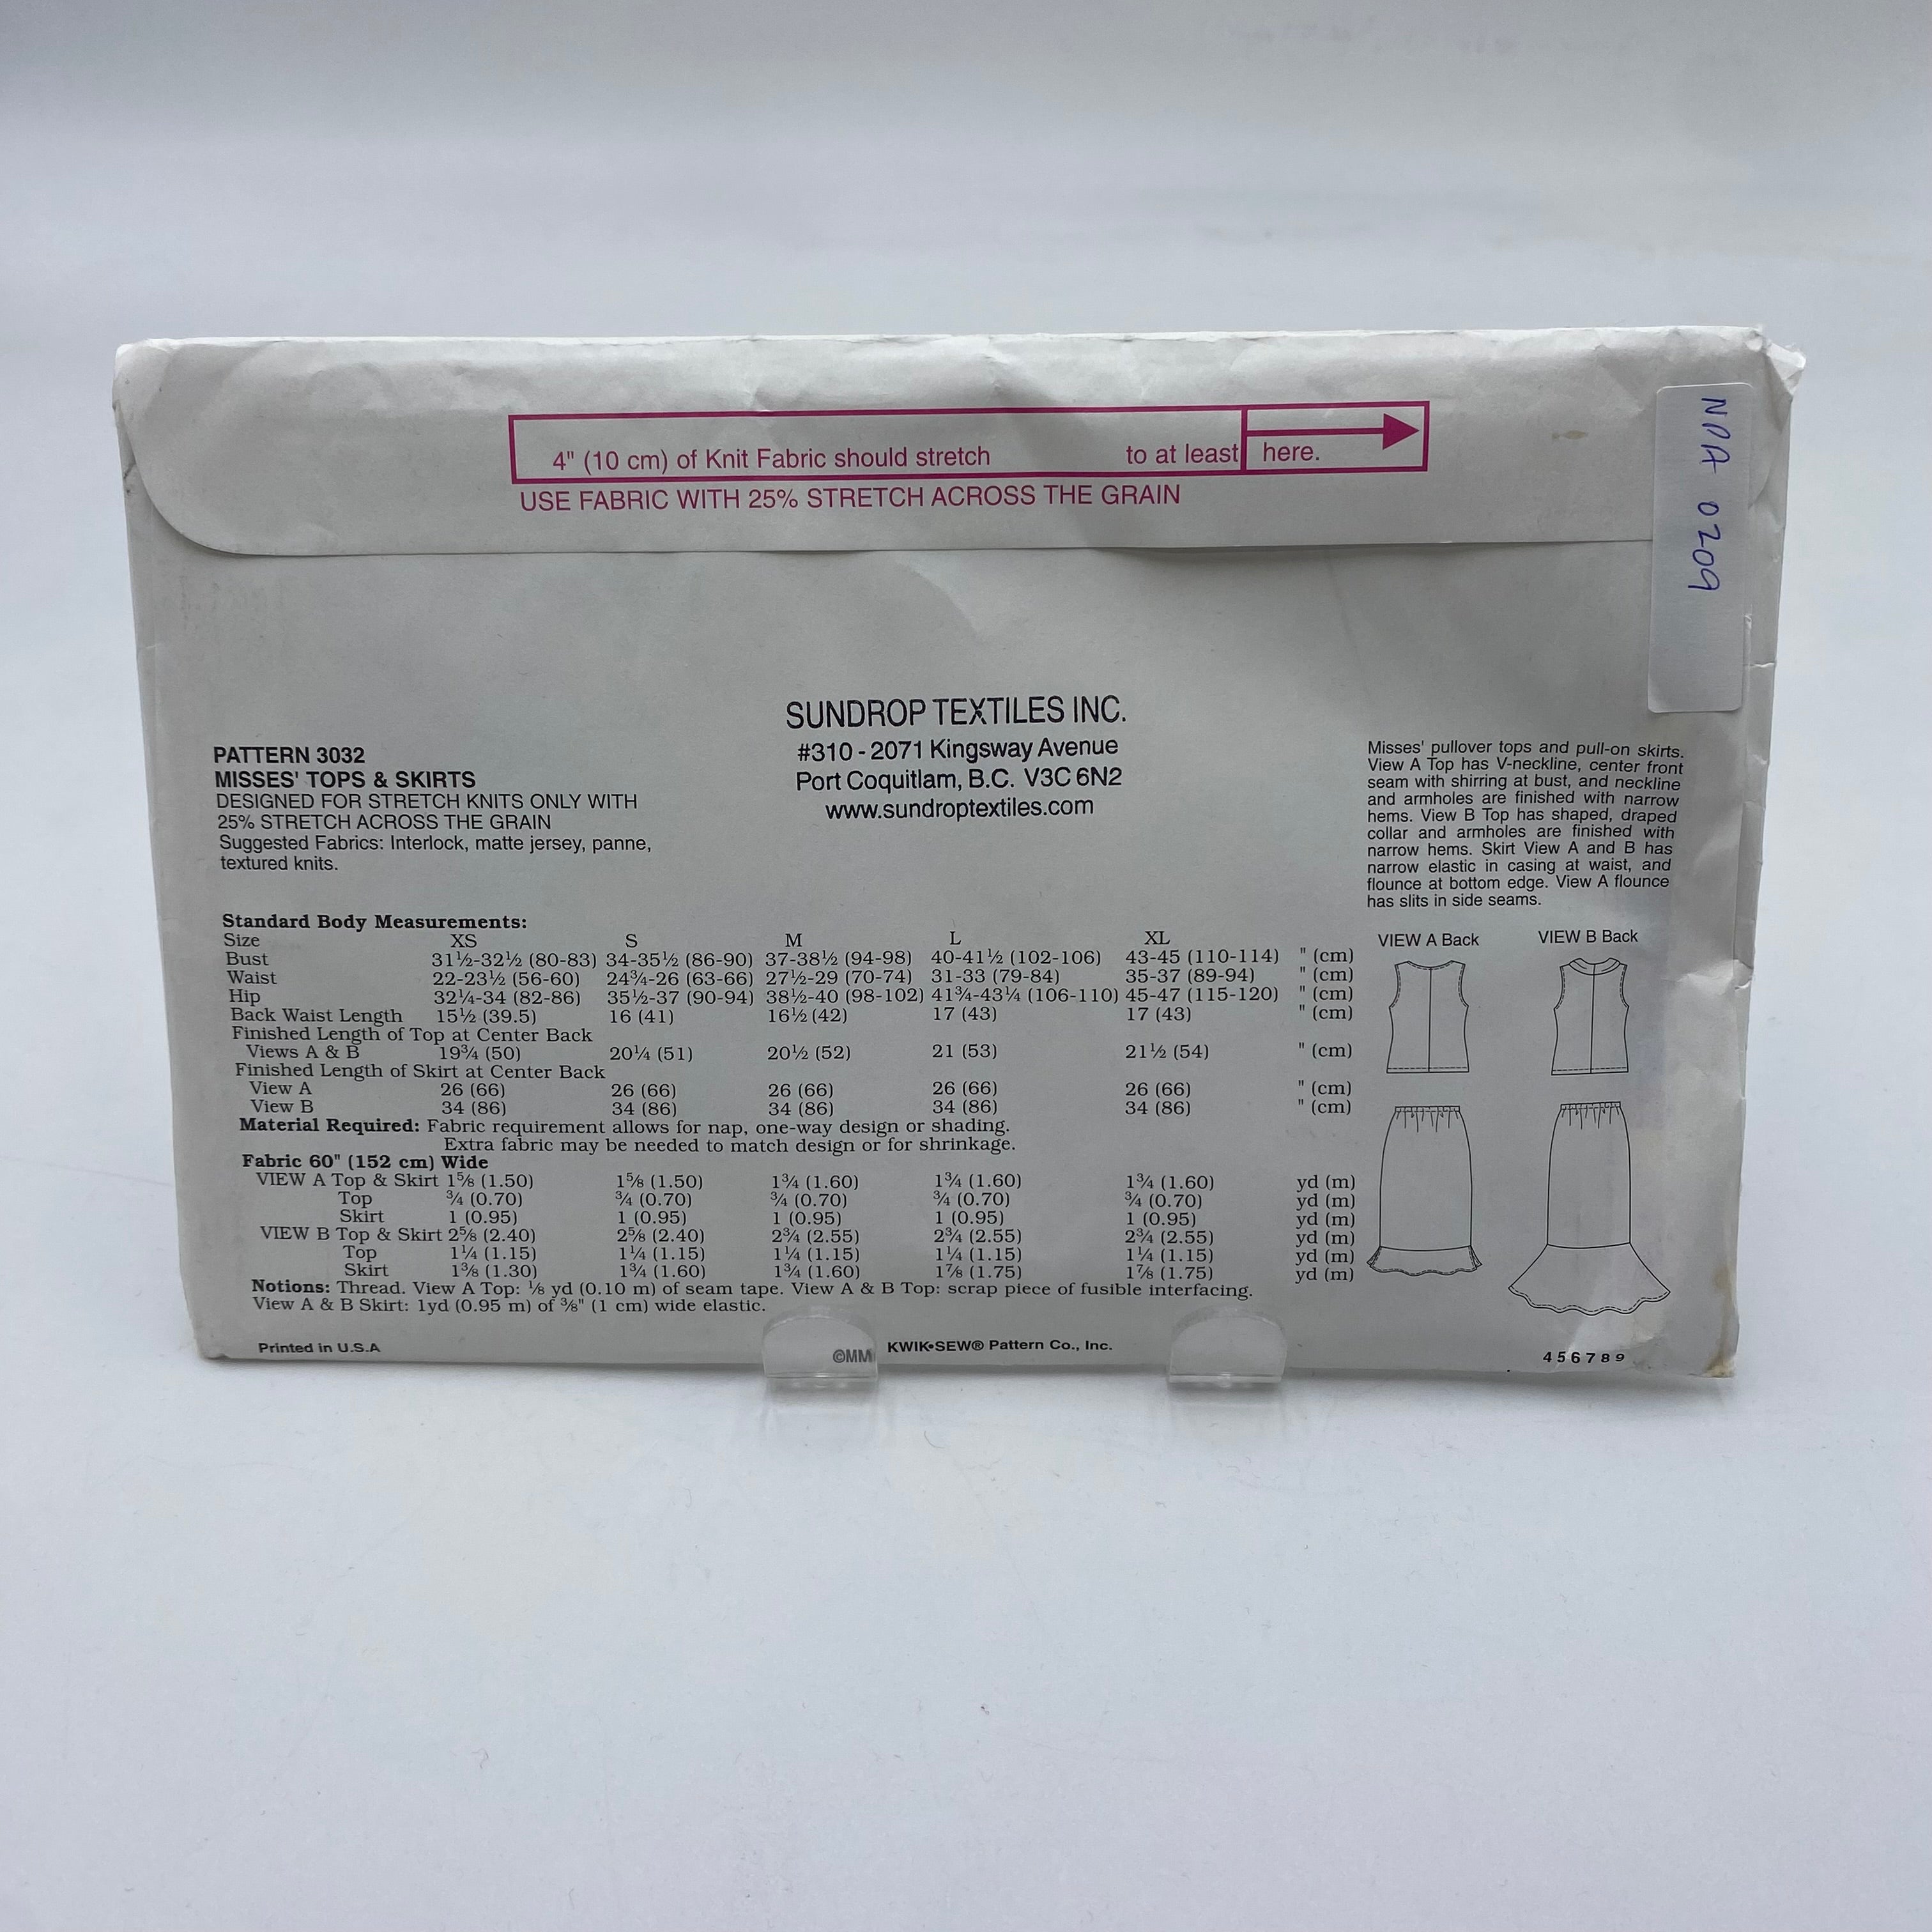 4" (10 cm) of Knit Fabric should stretch to at least here.
USE FABRIC WITH 25% STRETCH ACROSS THE GRAIN
NPA 0209
SUNDROP TEXTILES INC.
#310 - 2071 Kingsway Avenue
Port Coquitlam, B.C. V3C 6N2
www.sundroptextiles.com
PATTERN 3032
MISSES' TOPS & SKIRTS
DESIGNED FOR STRETCH KNITS ONLY WITH
25% STRETCH ACROSS THE GRAIN
Suggested Fabrics: Interlock, matte jersey, panne,
textured knits.
Misses' pullover tops and pull-on skirts.
View A Top has V-neckline, center front
seam with shirring at bust, and neckline
and armholes are finished with narrow
hems. View B Top has shaped, draped
collar and armholes are finished with
narrow hems. Skirt View A and B has
narrow elastic in casing at waist, and
flounce at bottom edge. View A flounce
has slits in side seams.
Standard Body Measurements:
Size XS S M L XL
Bust 31½-32½ (80-83) 34-35½ (86-90) 37-38½ (94-98) 40-41½ (102-106) 43-45 (110-114) " (cm)
Waist 22-23½ (56-60) 24¾-26 (63-66) 27½-29 (70-74) 31-33 (79-84) 35-37 (89-94) " (cm)
Hip 32¼-34 (82-86) 35½-37 (90-94) 38½-40 (98-102) 41¾-43¼ (106-110) 45-47 (115-120) " (cm)
Back Waist Length 15½ (39.5) 16 (41) 16½ (42) 17 (43) 17 (43) " (cm)
Finished Length of Top at Center Back
Views A & B 19¾ (50) 20¼ (51) 20½ (52) 21 (53) 21½ (54) " (cm)
Finished Length of Skirt at Center Back
View A 26 (66) 26 (66) 26 (66) 26 (66) 26 (66) " (cm)
View B 34 (86) 34 (86) 34 (86) 34 (86) 34 (86) " (cm)
Material Required: Fabric requirement allows for nap, one-way design or shading.
Extra fabric may be needed to match design or for shrinkage.
Fabric 60" (152 cm) Wide
VIEW A Top & Skirt 1⅝ (1.50) 1⅝ (1.50) 1¾ (1.60) 1¾ (1.60) 1¾ (1.60) yd (m)
Top ¾ (0.70) ¾ (0.70) ¾ (0.70) ¾ (0.70) ¾ (0.70) yd (m)
Skirt 1 (0.95) 1 (0.95) 1 (0.95) 1 (0.95) 1 (0.95) yd (m)
VIEW B Top & Skirt 2⅝ (2.40) 2⅝ (2.40) 2¾ (2.55) 2¾ (2.55) 2¾ (2.55) yd (m)
Top 1¼ (1.15) 1¼ (1.15) 1¼ (1.15) 1¼ (1.15) 1¼ (1.15) yd (m)
Skirt 1⅜ (1.30) 1¾ (1.60) 1¾ (1.60) 1⅞ (1.75) 1⅞ (1.75) yd (m)
Notions: Thread. View A Top: ⅛ yd (0.10 m) of seam tape. View A & B Top: scrap piece of fusible interfacing.
View A & B Skirt: 1yd (0.95 m) of ⅜" (1 cm) wide elastic.
VIEW A Back VIEW B Back
Printed in U.S.A ©MM KWIK•SEW® Pattern Co., Inc. 4 5 6 7 8 9